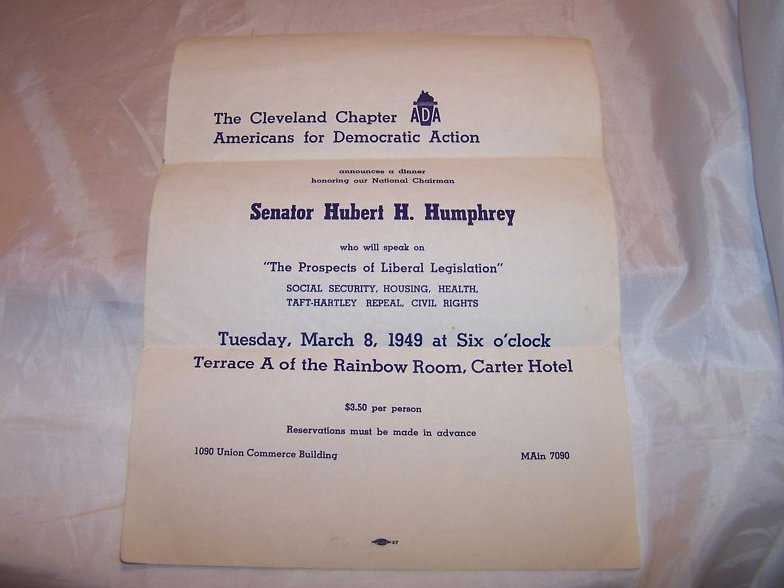 The Cleveland Chapter ADA
Americans for Democratic Action
announces a dinner
honoring our National Chairman
Senator Hubert H. Humphrey
who will speak on
"The Prospects of Liberal Legislation"
SOCIAL SECURITY, HOUSING, HEALTH,
TAFT-HARTLEY REPEAL, CIVIL RIGHTS
Tuesday, March 8, 1949 at Six o'clock
Terrace A of the Rainbow Room, Carter Hotel
$3.50 per person
Reservations must be made in advance
1090 Union Commerce Building MAin 7090